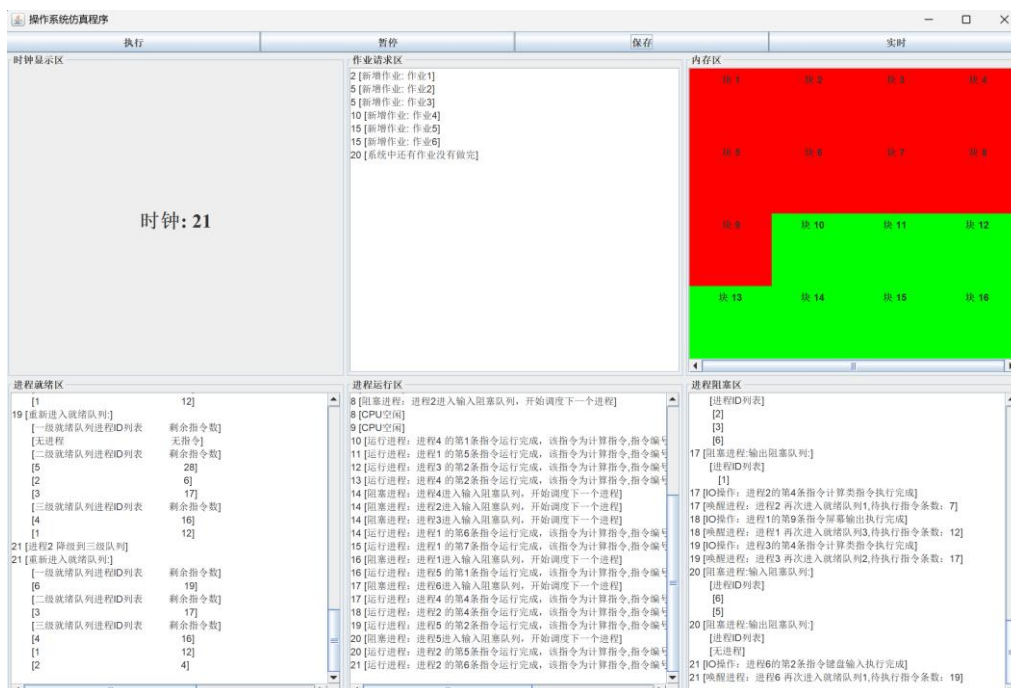 操作系统仿真程序
执行 暂停 保存 实时
时钟显示区
时钟: 21
作业请求区
2 [新增作业: 作业1]
5 [新增作业: 作业2]
5 [新增作业: 作业3]
10 [新增作业: 作业4]
15 [新增作业: 作业5]
15 [新增作业: 作业6]
20 [系统中还有作业没有做完]
内存区
块 1 块 2 块 3 块 4
块 5 块 6 块 7 块 8
块 9 块 10 块 11 块 12
块 13 块 14 块 15 块 16
进程就绪区
[1 12]
19 [重新进入就绪队列:]
[一级就绪队列进程ID列表 剩余指令数]
[无进程 无指令]
[二级就绪队列进程ID列表 剩余指令数]
[5 28]
[2 6]
[3 17]
[三级就绪队列进程ID列表 剩余指令数]
[4 16]
[1 12]
21 [进程2 降级到三级队列]
21 [重新进入就绪队列:]
[一级就绪队列进程ID列表 剩余指令数]
[6 19]
[二级就绪队列进程ID列表 剩余指令数]
[3 17]
[三级就绪队列进程ID列表 剩余指令数]
[4 16]
[1 12]
[2 4]
进程运行区
8 [阻塞进程：进程2进入输入阻塞队列，开始调度下一个进程]
8 [CPU空闲]
9 [CPU空闲]
10 [运行进程：进程4 的第1条指令运行完成，该指令为计算指令,指令编号
11 [运行进程：进程1 的第5条指令运行完成，该指令为计算指令,指令编号
12 [运行进程：进程3 的第2条指令运行完成，该指令为计算指令,指令编号
13 [运行进程：进程4 的第2条指令运行完成，该指令为计算指令,指令编号
14 [阻塞进程：进程4进入输入阻塞队列，开始调度下一个进程]
14 [阻塞进程：进程2进入输入阻塞队列，开始调度下一个进程]
14 [阻塞进程：进程3进入输入阻塞队列，开始调度下一个进程]
14 [运行进程：进程1 的第6条指令运行完成，该指令为计算指令,指令编号
15 [运行进程：进程1 的第7条指令运行完成，该指令为计算指令,指令编号
16 [阻塞进程：进程1进入输入阻塞队列，开始调度下一个进程]
16 [运行进程：进程5 的第1条指令运行完成，该指令为计算指令,指令编号
17 [阻塞进程：进程6进入输入阻塞队列，开始调度下一个进程]
17 [运行进程：进程4 的第4条指令运行完成，该指令为计算指令,指令编号
18 [运行进程：进程2 的第4条指令运行完成，该指令为计算指令,指令编号
19 [运行进程：进程5 的第2条指令运行完成，该指令为计算指令,指令编号
20 [阻塞进程：进程5进入输入阻塞队列，开始调度下一个进程]
20 [运行进程：进程2 的第5条指令运行完成，该指令为计算指令,指令编号
21 [运行进程：进程2 的第6条指令运行完成，该指令为计算指令,指令编号
进程阻塞区
[进程ID列表]
[2]
[3]
[6]
17 [阻塞进程:输出阻塞队列:]
[进程ID列表]
[1]
17 [IO操作：进程2的第4条指令计算类指令执行完成]
17 [唤醒进程：进程2 再次进入就绪队列1,待执行指令条数：7]
18 [IO操作：进程1的第9条指令屏幕输出执行完成]
18 [唤醒进程：进程1 再次进入就绪队列3,待执行指令条数：12]
19 [IO操作：进程3的第4条指令计算类指令执行完成]
19 [唤醒进程：进程3 再次进入就绪队列2,待执行指令条数：17]
20 [阻塞进程:输入阻塞队列:]
[进程ID列表]
[6]
[5]
20 [阻塞进程:输出阻塞队列:]
[进程ID列表]
[无进程]
21 [IO操作：进程6的第2条指令键盘输入执行完成]
21 [唤醒进程：进程6 再次进入就绪队列1,待执行指令条数：19]